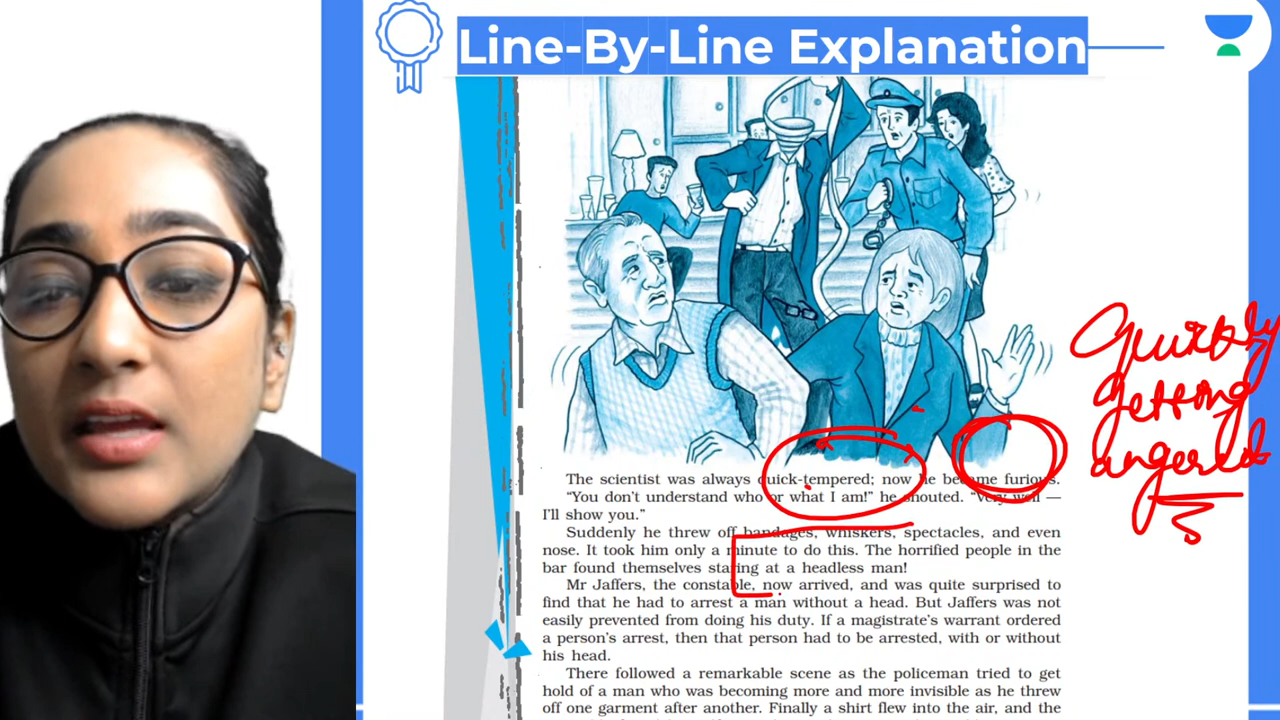 Line-By-Line Explanation
Quickly
getting
angered
The scientist was always quick-tempered; now he became furious.
“You don’t understand who or what I am!” he shouted. “Very well —
I’ll show you.”
Suddenly he threw off bandages, whiskers, spectacles, and even
nose. It took him only a minute to do this. The horrified people in the
bar found themselves staring at a headless man!
Mr Jaffers, the constable, now arrived, and was quite surprised to
find that he had to arrest a man without a head. But Jaffers was not
easily prevented from doing his duty. If a magistrate’s warrant ordered
a person’s arrest, then that person had to be arrested, with or without
his head.
There followed a remarkable scene as the policeman tried to get
hold of a man who was becoming more and more invisible as he threw
off one garment after another. Finally a shirt flew into the air, and the